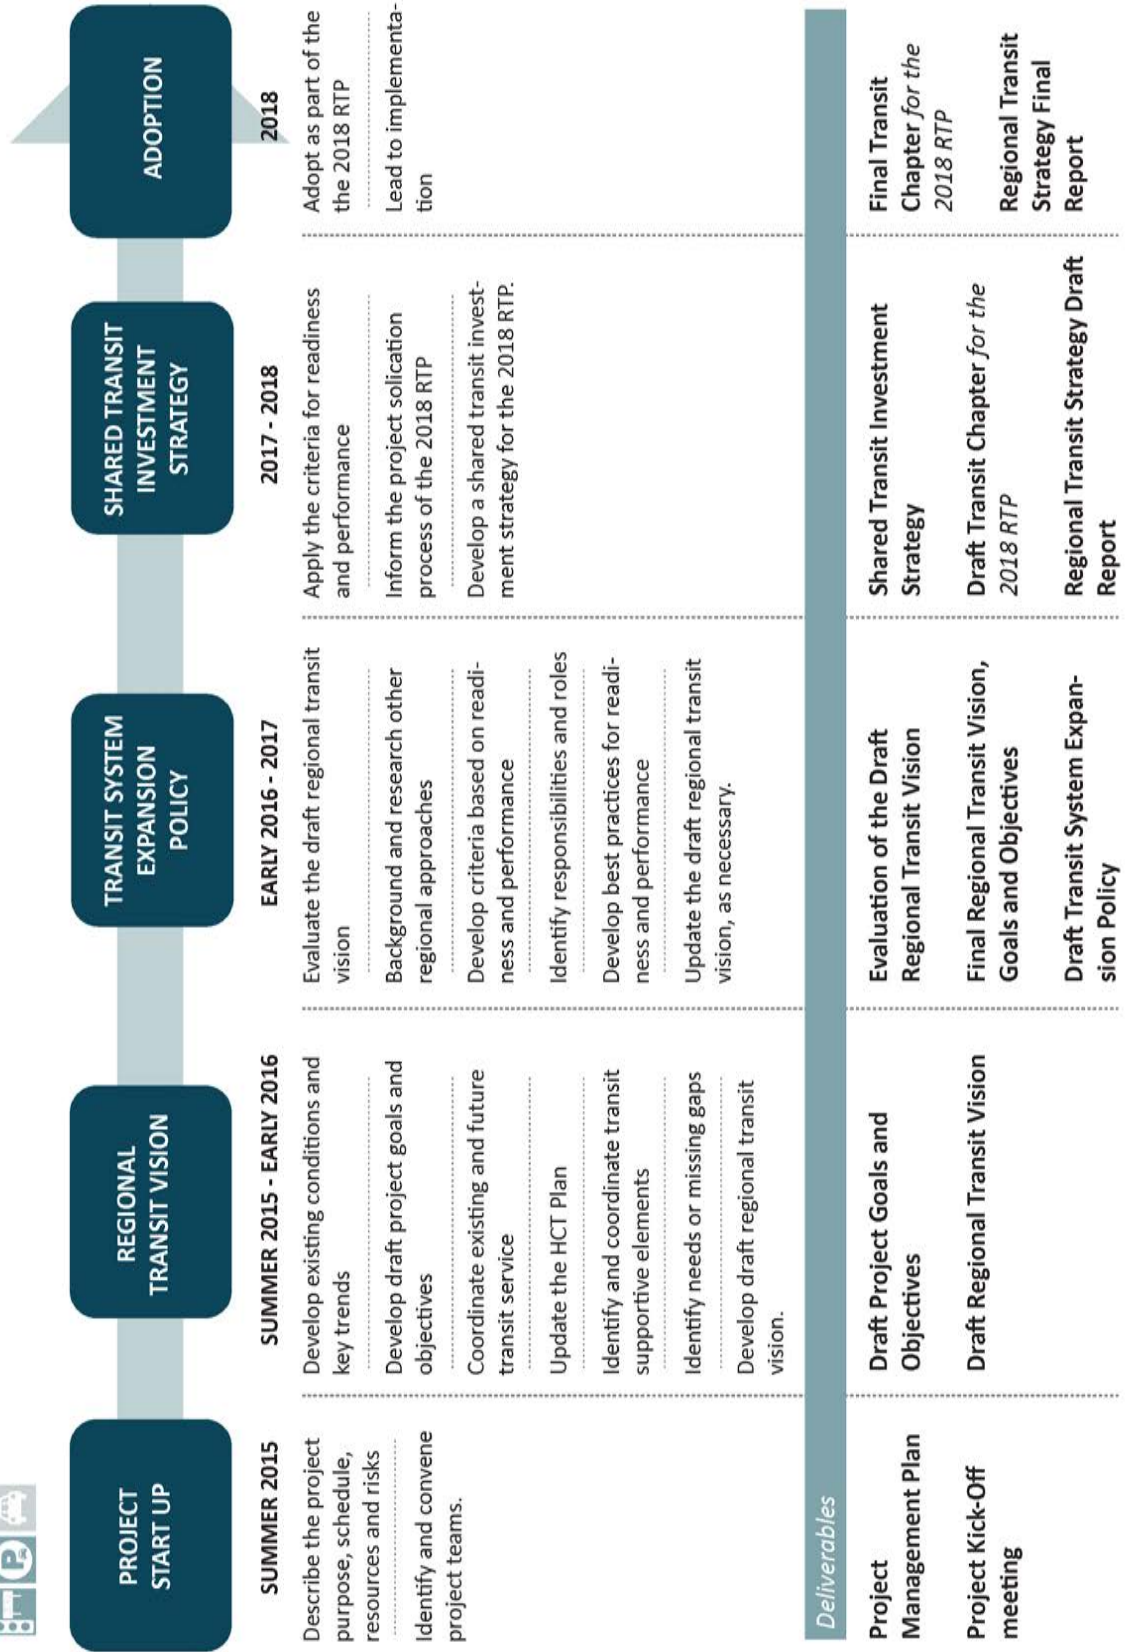 PROJECT
START UP
SUMMER 2015
Describe the project
purpose, schedule,
resources and risks
Identify and convene
project teams.
REGIONAL
TRANSIT VISION
SUMMER 2015 - EARLY 2016
Develop existing conditions and
key trends
Develop draft project goals and
objectives
Coordinate existing and future
transit service
Update the HCT Plan
Identify and coordinate transit
supportive elements
Identify needs or missing gaps
Develop draft regional transit
vision.
TRANSIT SYSTEM
EXPANSION
POLICY
EARLY 2016 - 2017
Evaluate the draft regional transit
vision
Background and research other
regional approaches
Develop criteria based on readi-
ness and performance
Identify responsibilities and roles
Develop best practices for readi-
ness and performance
Update the draft regional transit
vision, as necessary.
SHARED TRANSIT
INVESTMENT
STRATEGY
2017 - 2018
Apply the criteria for readiness
and performance
Inform the project solication
process of the 2018 RTP
Develop a shared transit invest-
ment strategy for the 2018 RTP.
ADOPTION
2018
Adopt as part of the
the 2018 RTP
Lead to implementa-
tion
Deliverables
Project
Management Plan
Project Kick-Off
meeting
Draft Project Goals and
Objectives
Draft Regional Transit Vision
Evaluation of the Draft
Regional Transit Vision
Final Regional Transit Vision,
Goals and Objectives
Draft Transit System Expan-
sion Policy
Shared Transit Investment
Strategy
Draft Transit Chapter for the
2018 RTP
Regional Transit Strategy Draft
Report
Final Transit
Chapter for the
2018 RTP
Regional Transit
Strategy Final
Report
P